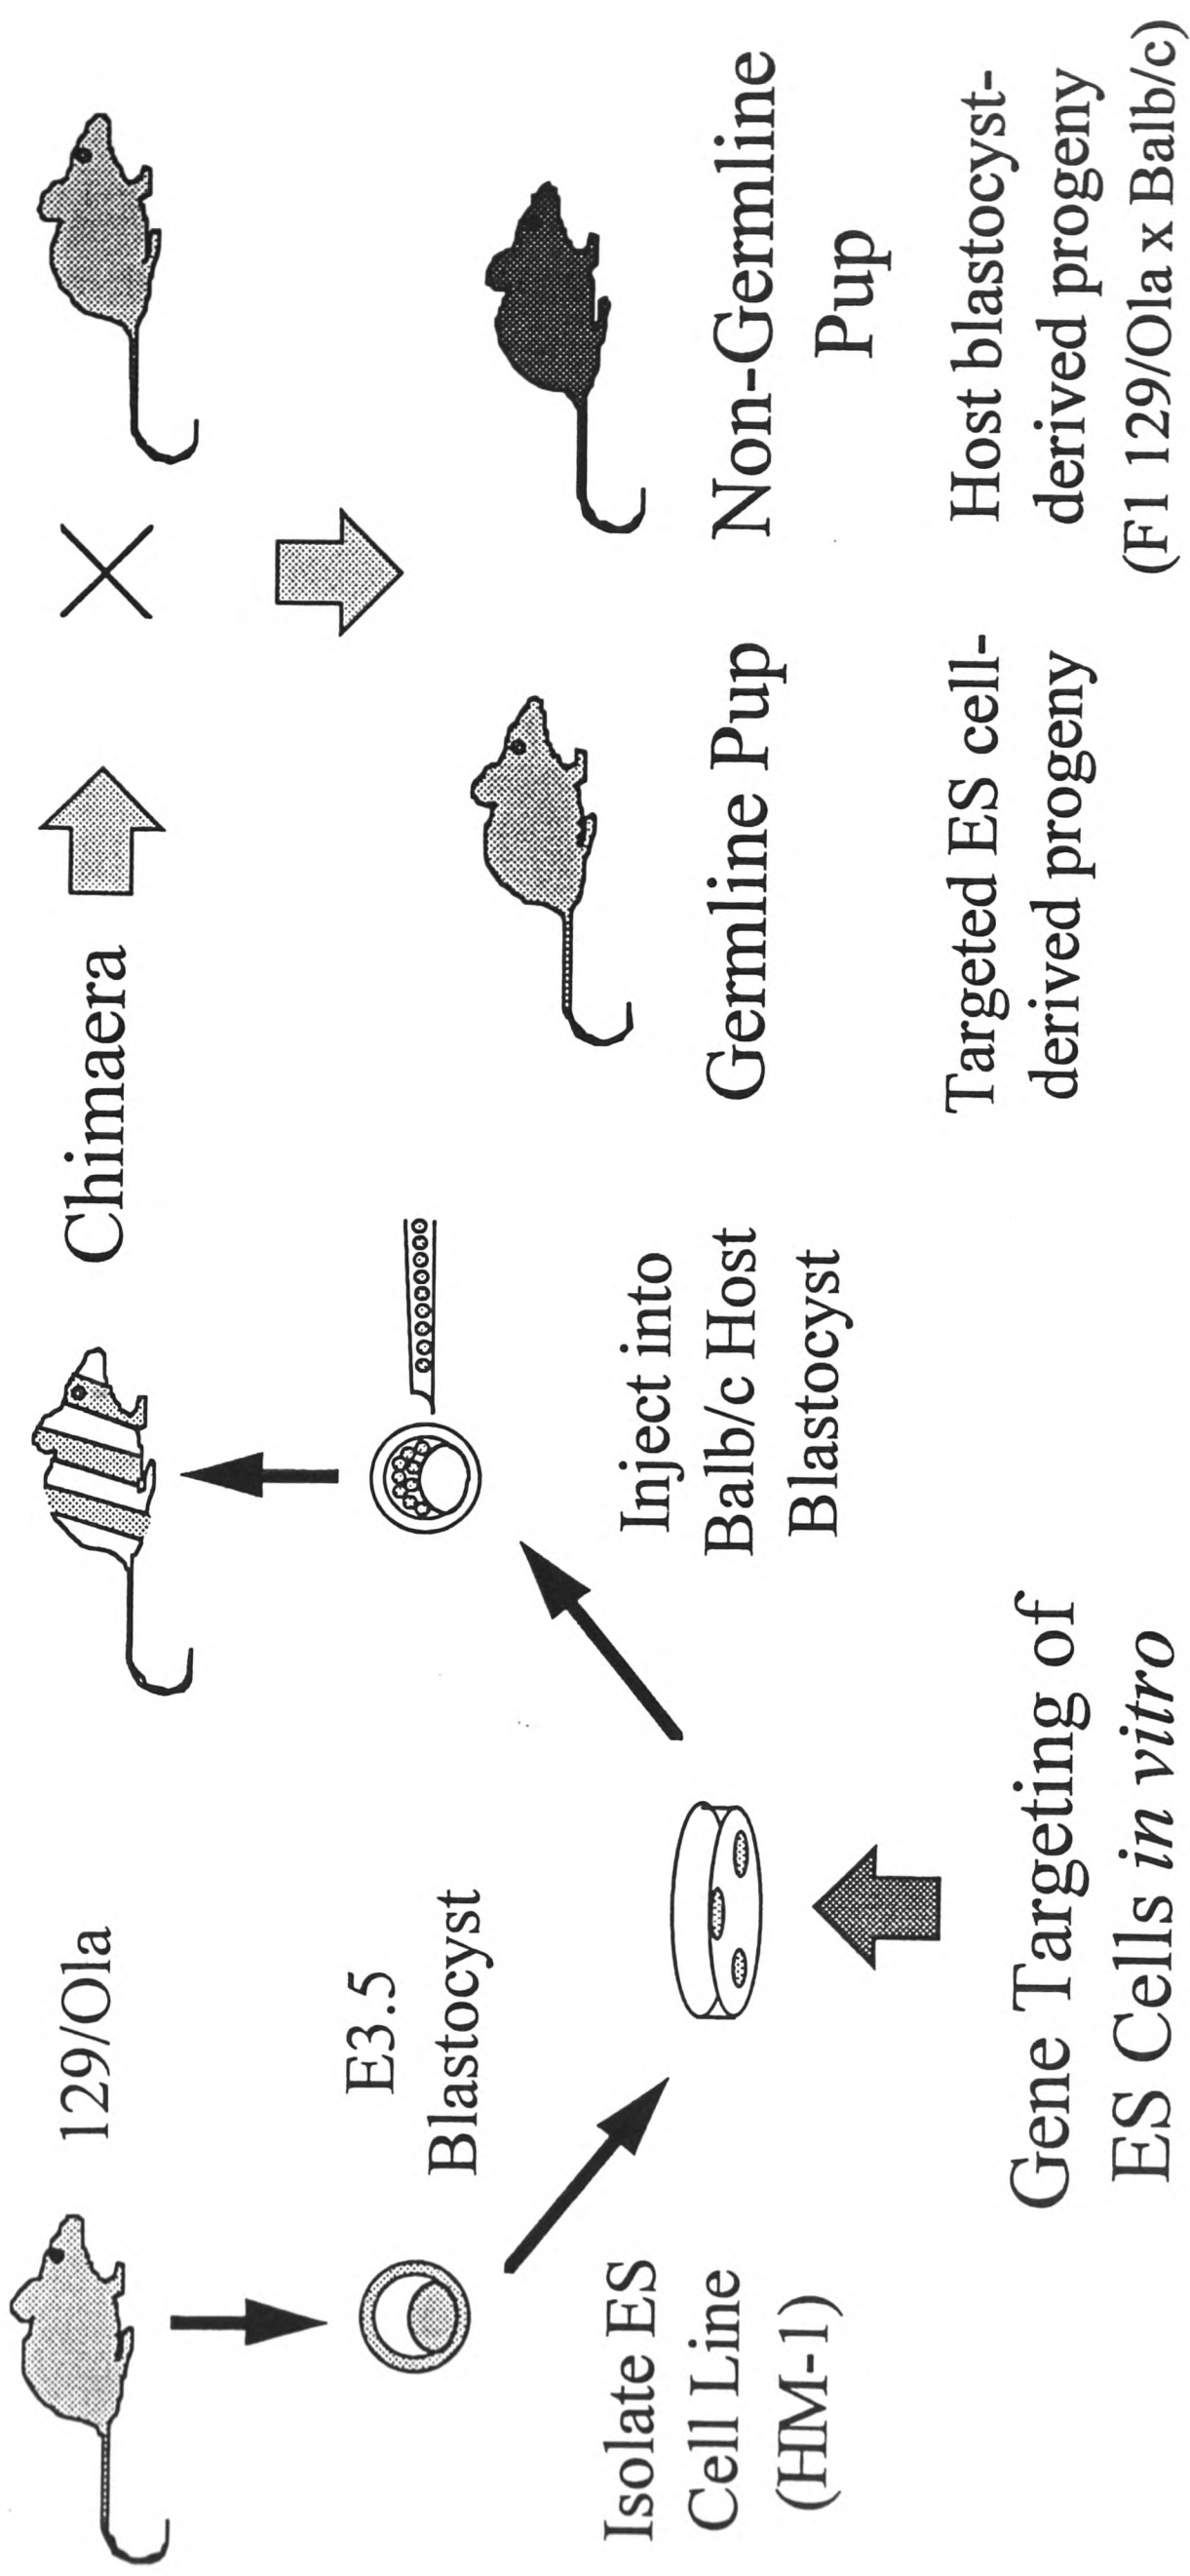 129/Ola
E3.5
Blastocyst
Isolate ES
Cell Line
(HM-1)
Gene Targeting of
ES Cells in vitro
Inject into
Balb/c Host
Blastocyst
Chimaera
Germline Pup
Targeted ES cell-
derived progeny
Non-Germline
Pup
Host blastocyst-
derived progeny
(F1 129/Ola x Balb/c)